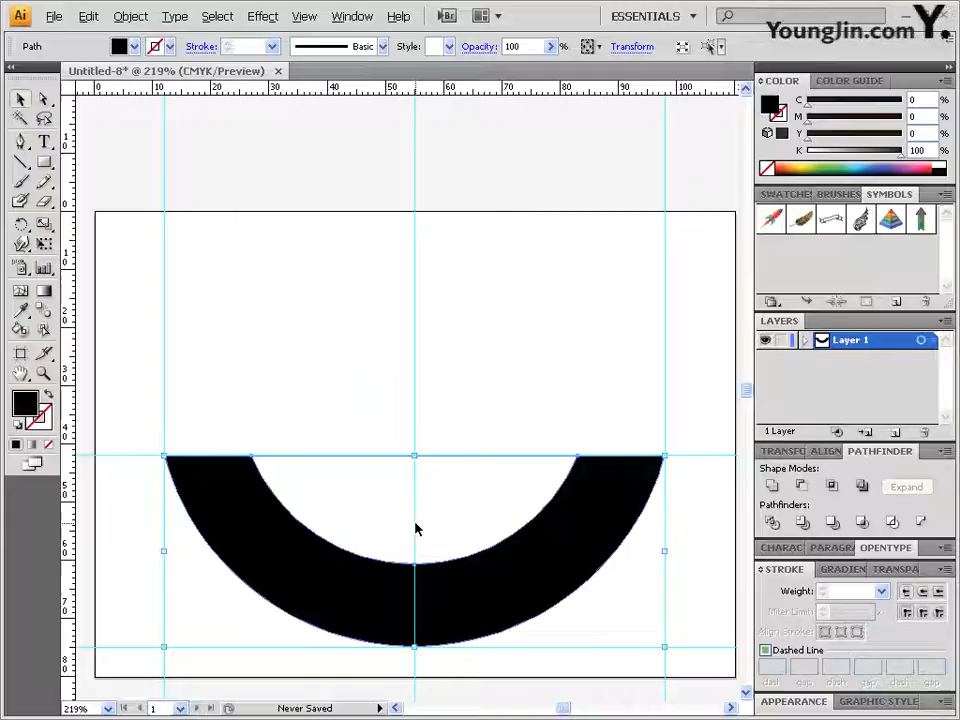 Ai File Edit Object Type Select Effect View Window Help Br ESSENTIALS
YoungJin.com Y.
Path Stroke: Basic Style: Opacity: 100 % Transform
Untitled-8* @ 219% (CMYK/Preview) ×
0 10 20 30 40 50 60 70 80 90 100
COLOR COLOR GUIDE
C 0 %
M 0 %
Y 0 %
K 100 %
SWATCHE BRUSHES SYMBOLS
LAYERS
Layer 1
1 Layer
TRANSFO ALIGN PATHFINDER
Shape Modes:
Expand
Pathfinders:
CHARAC PARAGRA OPENTYPE
STROKE GRADIEN TRANSPA
Weight:
Miter Limit:
Align Stroke:
Dashed Line
dash gap dash gap dash gap
APPEARANCE GRAPHIC STYLE
219% 1 Never Saved